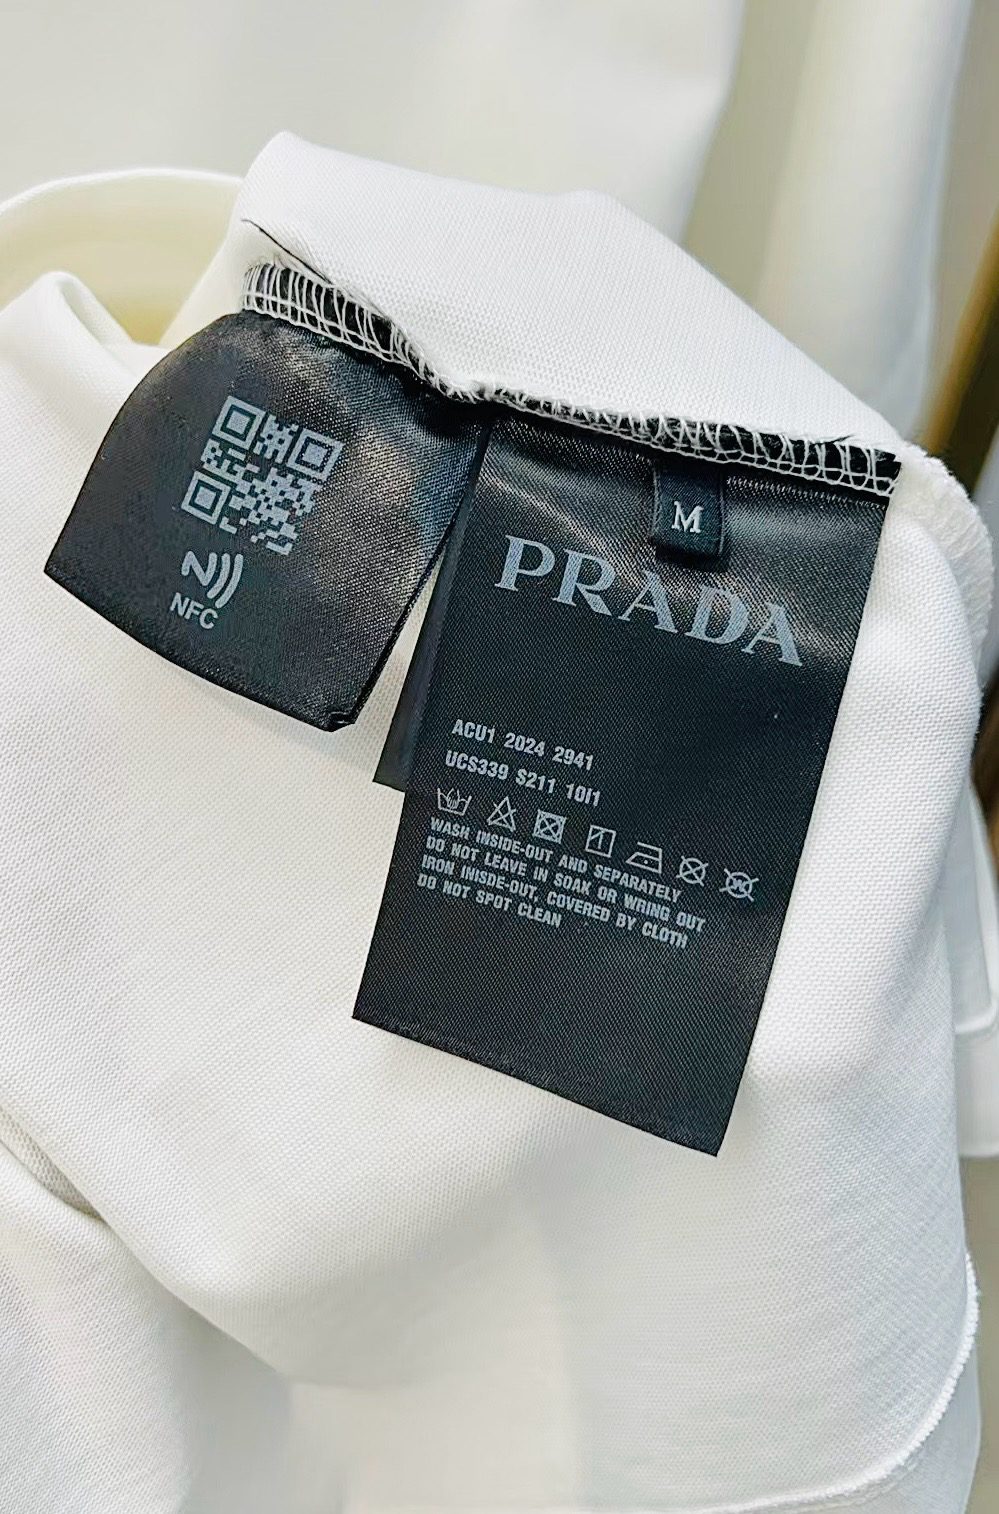 NFC
M
PRADA
ACU1 2024 2941
UCS339 S211 10I1
WASH INSIDE-OUT AND SEPARATELY
DO NOT LEAVE IN SOAK OR WRING OUT
IRON INISDE-OUT, COVERED BY CLOTH
DO NOT SPOT CLEAN